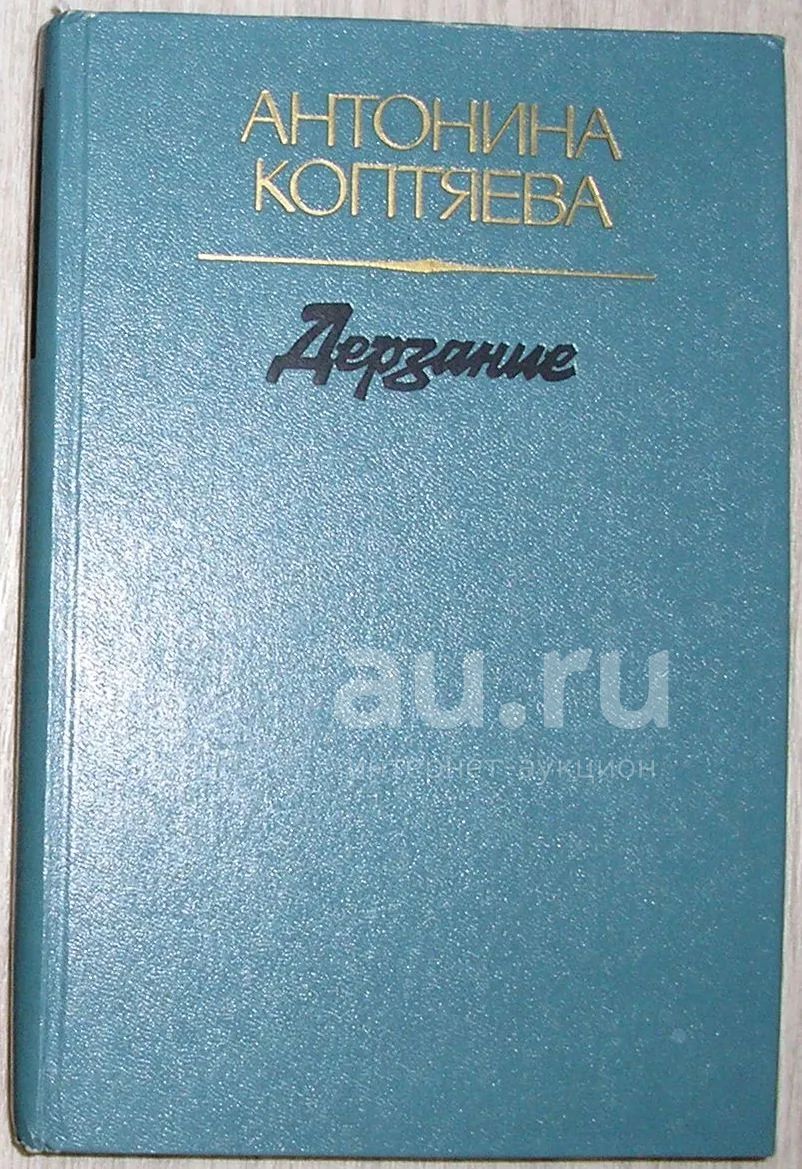 АНТОНИНА
КОПТЯЕВА
Дерзание
au.ru
интернет-аукцион